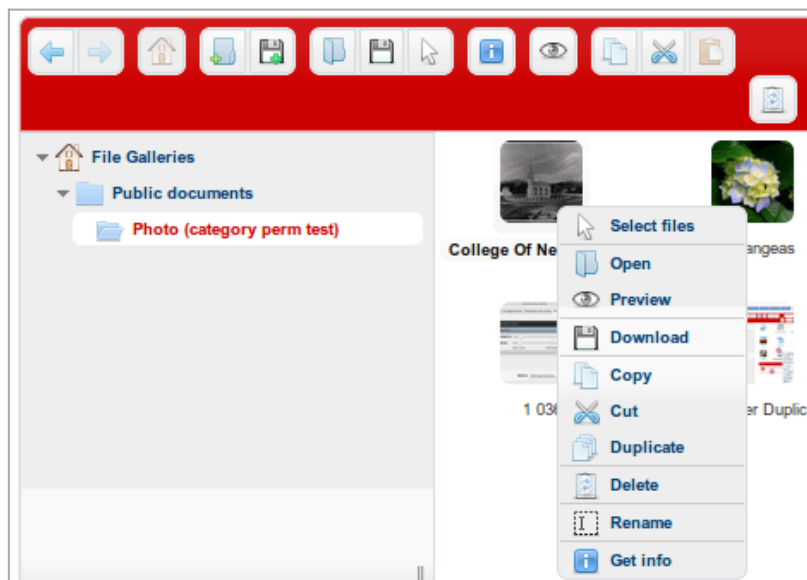 File Galleries
Public documents
Photo (category perm test)
College Of Ne
angeas
1 036
er Duplic
Select files
Open
Preview
Download
Copy
Cut
Duplicate
Delete
Rename
Get info